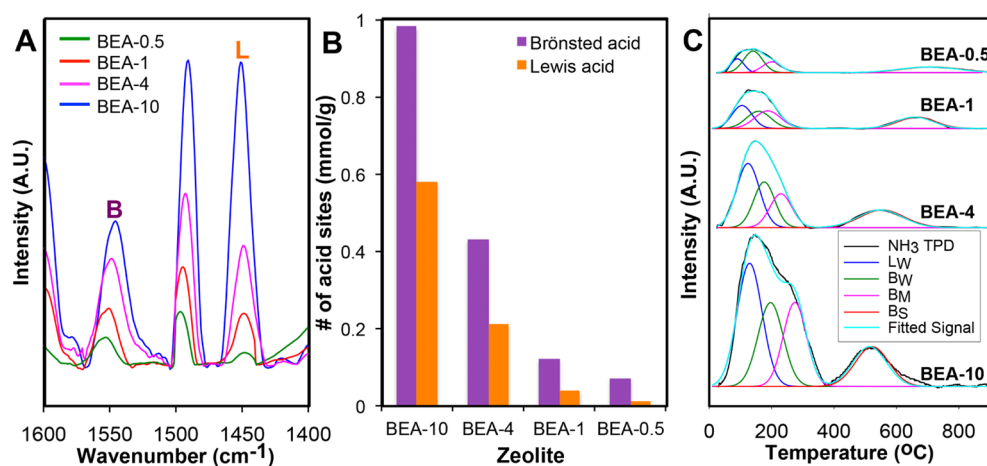 A
BEA-0.5
BEA-1
BEA-4
BEA-10
L
B
Intensity (A.U.)
1600 1550 1500 1450 1400
Wavenumber (cm-1)
B
Brönsted acid
Lewis acid
# of acid sites (mmol/g)
1
0.8
0.6
0.4
0.2
0
BEA-10 BEA-4 BEA-1 BEA-0.5
Zeolite
C
BEA-0.5
BEA-1
BEA-4
NH3 TPD
LW
BW
BM
BS
Fitted Signal
BEA-10
Intensity (A.U.)
0 200 400 600 800
Temperature (oC)